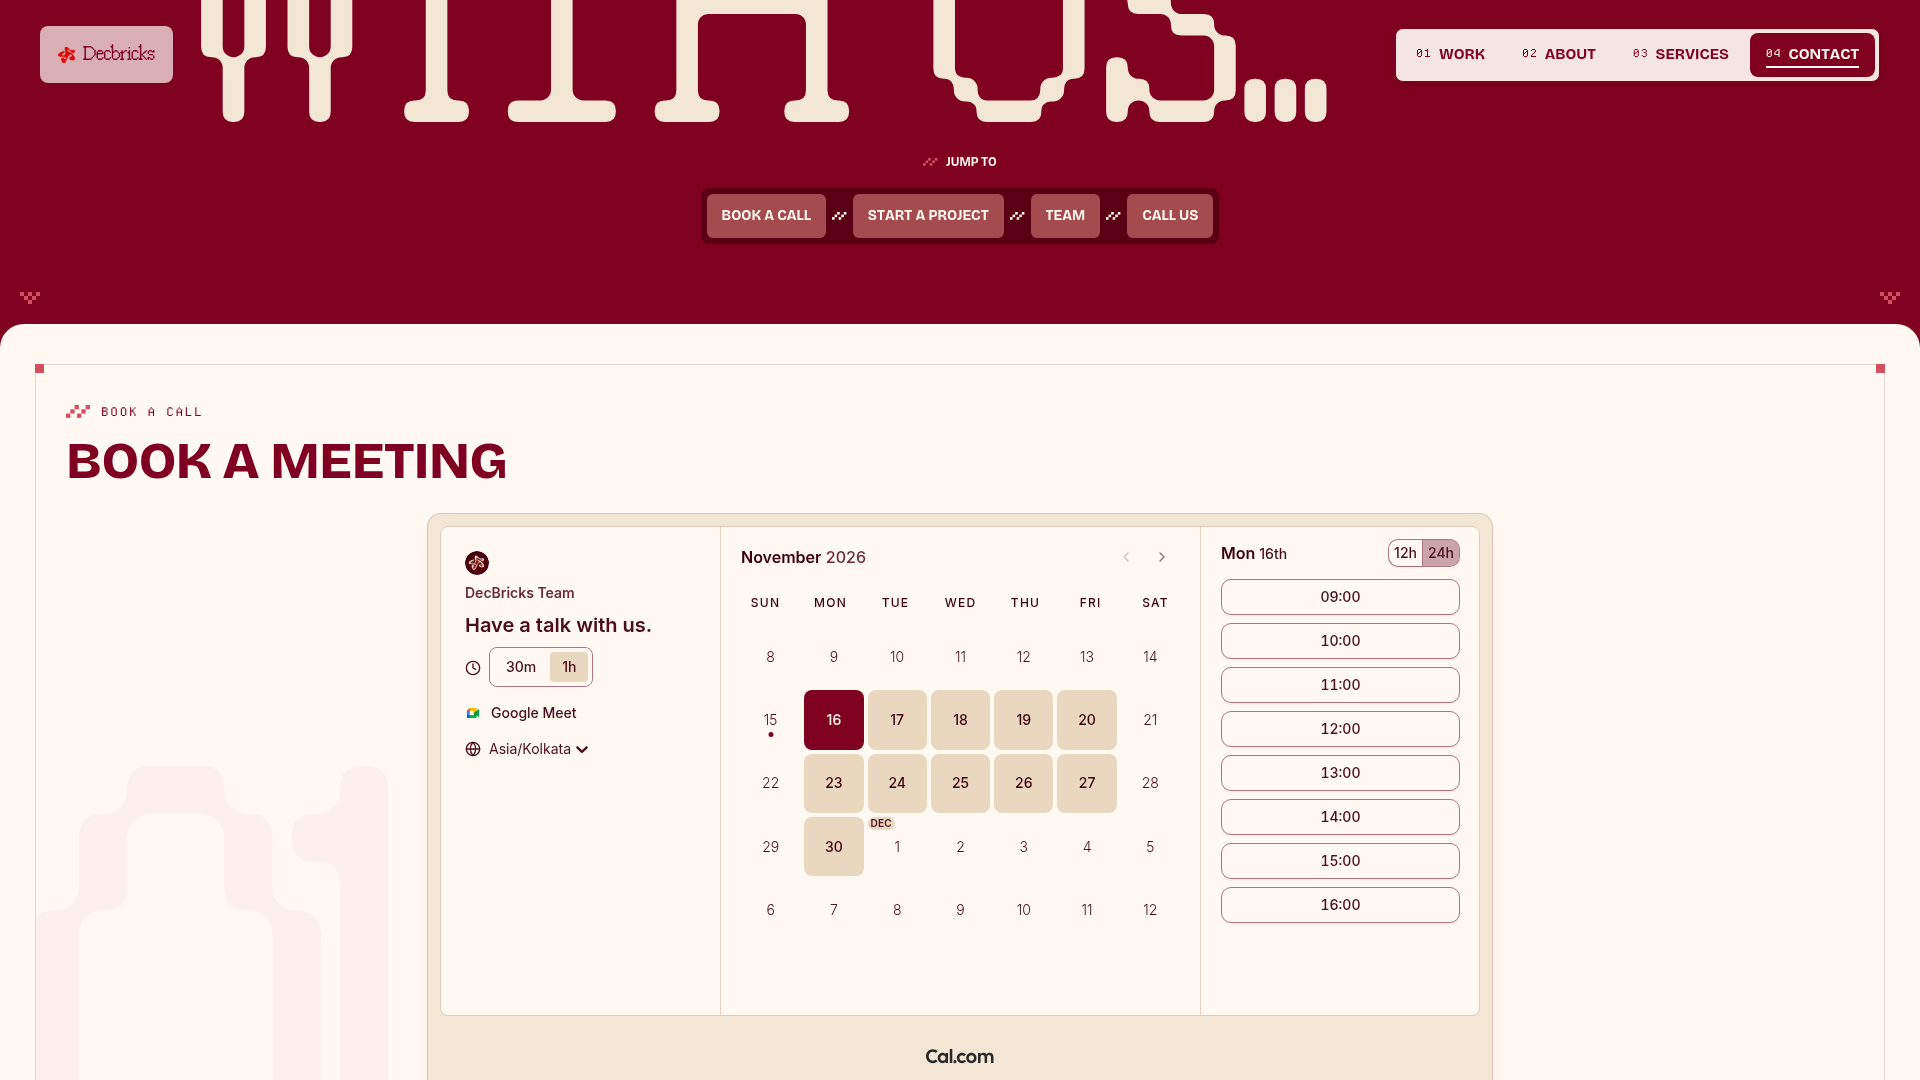 WITH US...
Decbricks
01 WORK
02 ABOUT
03 SERVICES
04 CONTACT
JUMP TO
BOOK A CALL
START A PROJECT
TEAM
CALL US
BOOK A CALL
BOOK A MEETING
DecBricks Team
Have a talk with us.
30m 1h
Google Meet
Asia/Kolkata
November 2026
SUN MON TUE WED THU FRI SAT
8 9 10 11 12 13 14
15 16 17 18 19 20 21
22 23 24 25 26 27 28
DEC
29 30 1 2 3 4 5
6 7 8 9 10 11 12
Mon 16th
12h 24h
09:00
10:00
11:00
12:00
13:00
14:00
15:00
16:00
01
Cal.com